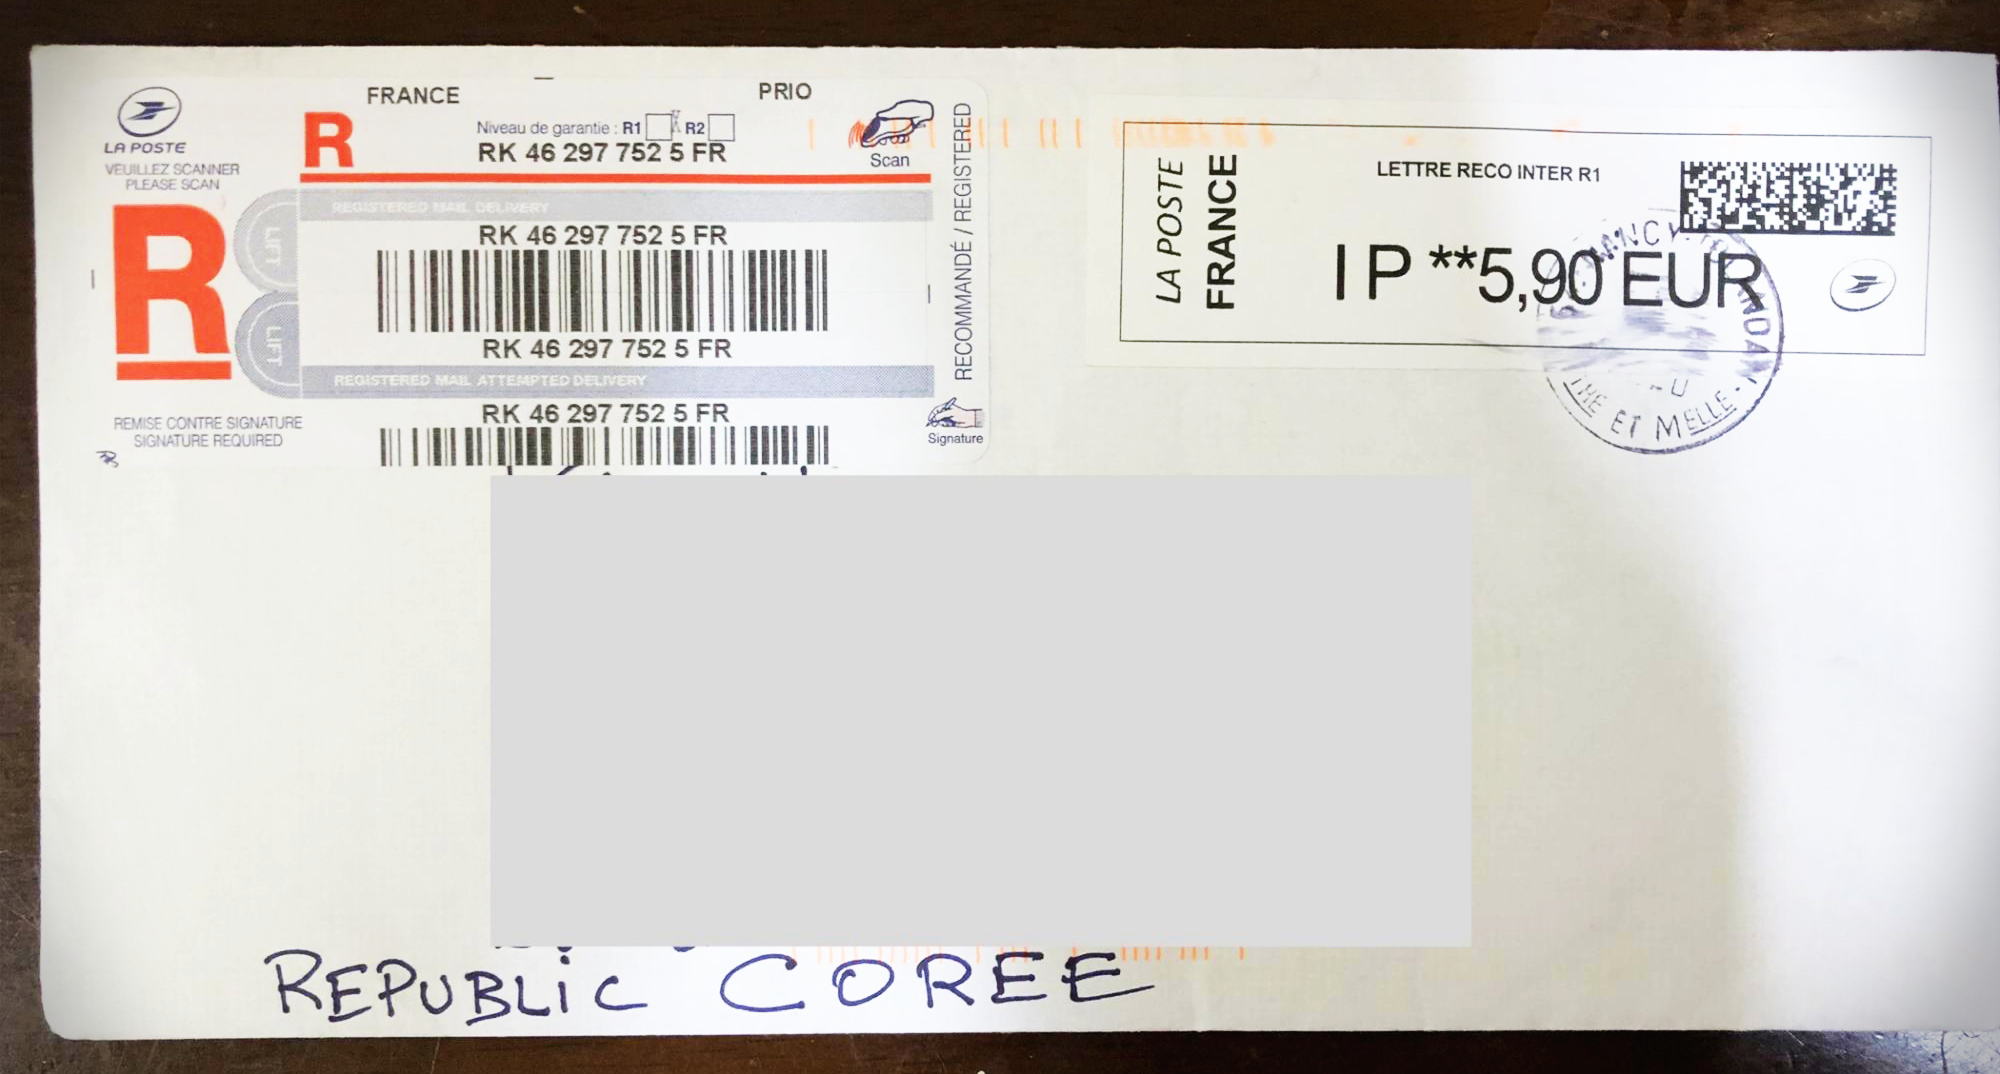 FRANCE PRIO
LA POSTE
VEUILLEZ SCANNER
PLEASE SCAN
R
Niveau de garantie : R1 R2
RK 46 297 752 5 FR
Scan
R
LIFT
LIFT
REGISTERED MAIL DELIVERY
RK 46 297 752 5 FR
RK 46 297 752 5 FR
REGISTERED MAIL ATTEMPTED DELIVERY
RK 46 297 752 5 FR
RECOMMANDÉ / REGISTERED
Signature
REMISE CONTRE SIGNATURE
SIGNATURE REQUIRED
LA POSTE
FRANCE
LETTRE RECO INTER R1
I P **5,90 EUR
NANCY
ET MELLE
REPUBLIC COREE